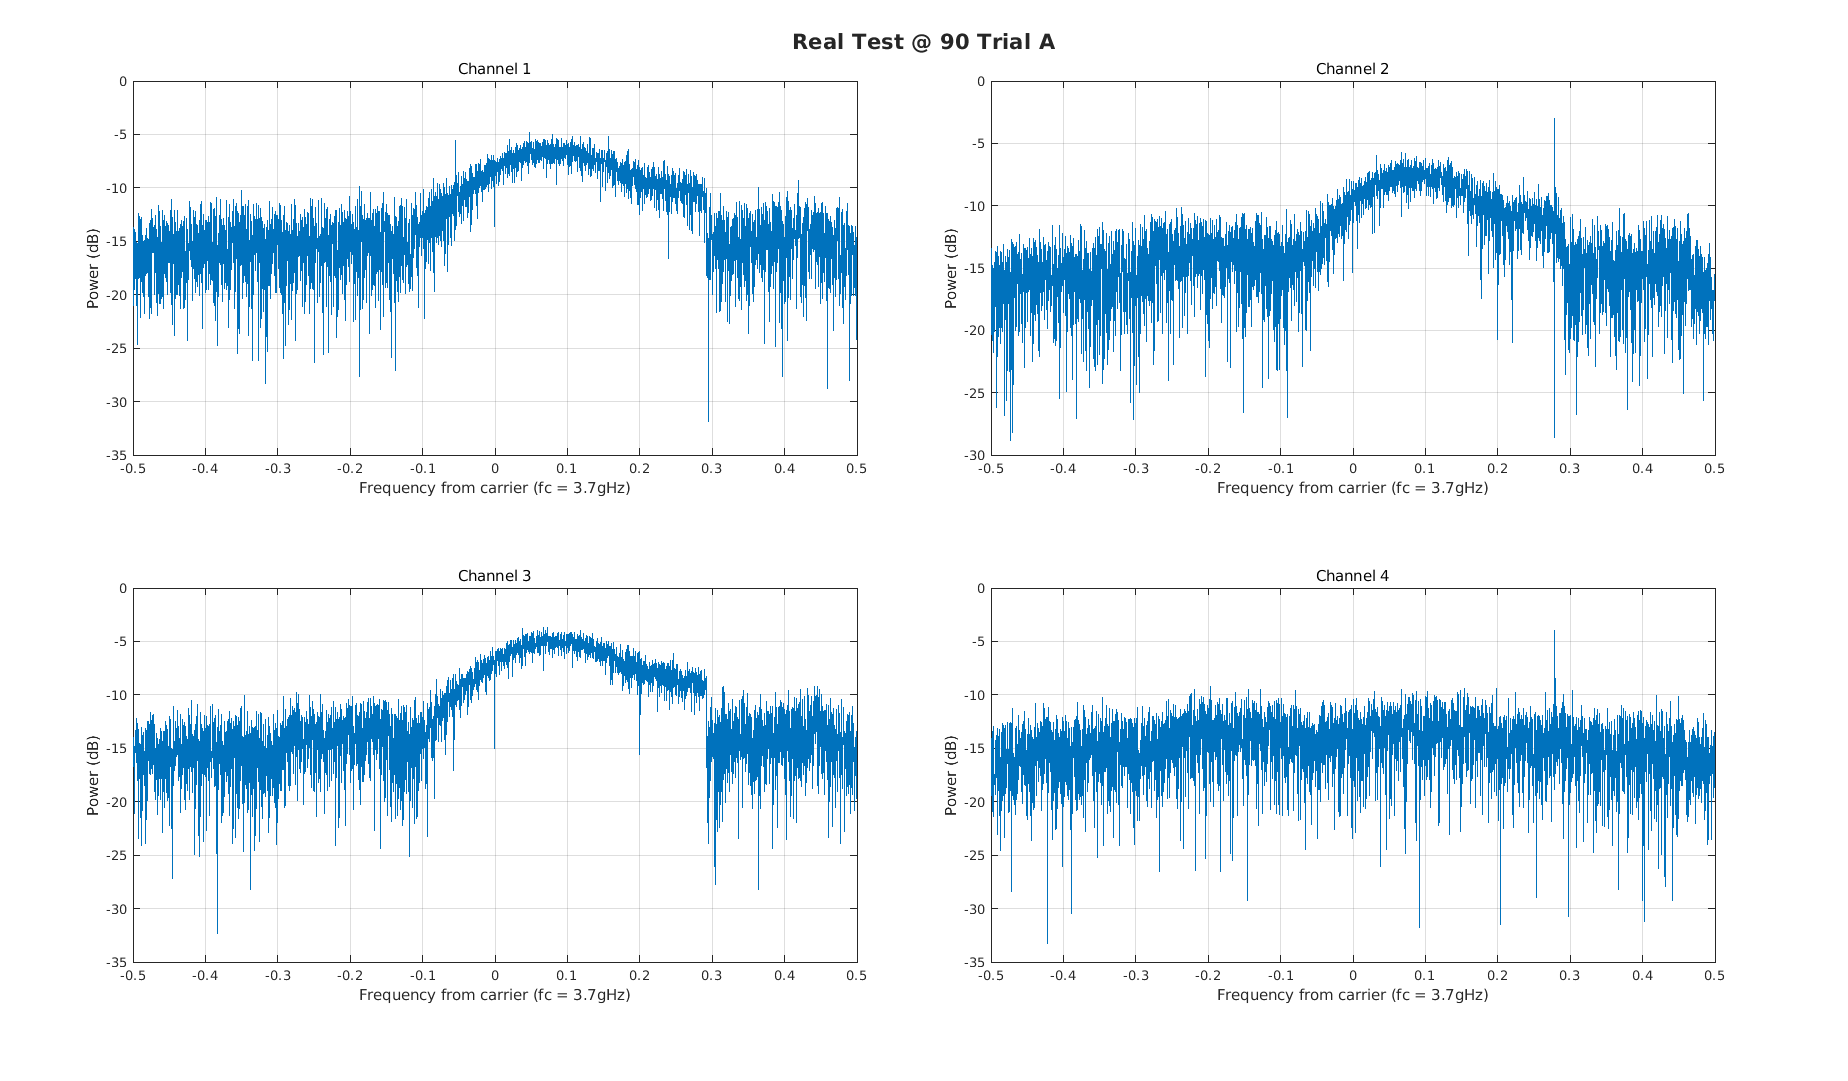 Real Test @ 90 Trial A
Channel 1
0
-5
-10
-15
-20
-25
-30
-35
Power (dB)
-0.5 -0.4 -0.3 -0.2 -0.1 0 0.1 0.2 0.3 0.4 0.5
Frequency from carrier (fc = 3.7gHz)
Channel 2
0
-5
-10
-15
-20
-25
-30
Power (dB)
-0.5 -0.4 -0.3 -0.2 -0.1 0 0.1 0.2 0.3 0.4 0.5
Frequency from carrier (fc = 3.7gHz)
Channel 3
0
-5
-10
-15
-20
-25
-30
-35
Power (dB)
-0.5 -0.4 -0.3 -0.2 -0.1 0 0.1 0.2 0.3 0.4 0.5
Frequency from carrier (fc = 3.7gHz)
Channel 4
0
-5
-10
-15
-20
-25
-30
-35
Power (dB)
-0.5 -0.4 -0.3 -0.2 -0.1 0 0.1 0.2 0.3 0.4 0.5
Frequency from carrier (fc = 3.7gHz)